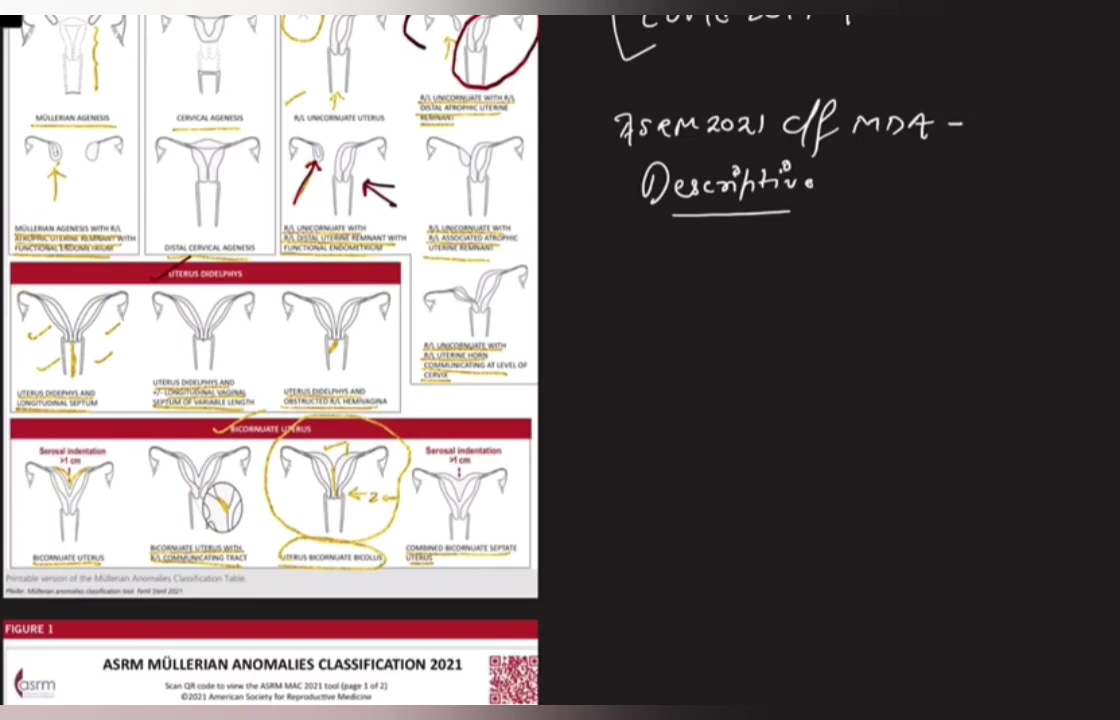 MÜLLERIAN AGENESIS
CERVICAL AGENESIS
R/L UNICORNUATE UTERUS
R/L UNICORNUATE WITH R/L
DISTAL ATROPHIC UTERINE
REMNANT
MÜLLERIAN AGENESIS WITH R/L
ATROPHIC UTERINE REMNANT WITH
FUNCTIONAL ENDOMETRIUM
DISTAL CERVICAL AGENESIS
R/L UNICORNUATE WITH
R/L DISTAL UTERINE REMNANT WITH
FUNCTIONAL ENDOMETRIUM
R/L UNICORNUATE WITH
R/L ASSOCIATED ATROPHIC
UTERINE REMNANT
UTERUS DIDELPHYS
R/L UNICORNUATE WITH
R/L UTERINE HORN
COMMUNICATING AT LEVEL OF
CERVIX
UTERUS DIDEPHYS AND
LONGITUDINAL SEPTUM
UTERUS DIDELPHYS AND
+/- LONGITUDINAL VAGINAL
SEPTUM OF VARIABLE LENGTH
UTERUS DIDELPHYS AND
OBSTRUCTED R/L HEMIVAGINA
BICORNUATE UTERUS
Serosal indentation
>1 cm
Serosal indentation
>1 cm
BICORNUATE UTERUS
BICORNUATE UTERUS WITH
R/L COMMUNICATING TRACT
UTERUS BICORNUATE BICOLLIS
COMBINED BICORNUATE SEPTATE
UTERUS
Printable version of the Müllerian Anomalies Classification Table.
Pfeifer. Müllerian anomalies classification tool. Fertil Steril 2021.
FIGURE 1
asrm
ASRM MÜLLERIAN ANOMALIES CLASSIFICATION 2021
Scan QR code to view the ASRM MAC 2021 tool (page 1 of 2)
©2021 American Society for Reproductive Medicine
ASRM 2021 c/f MDA -
Descriptive